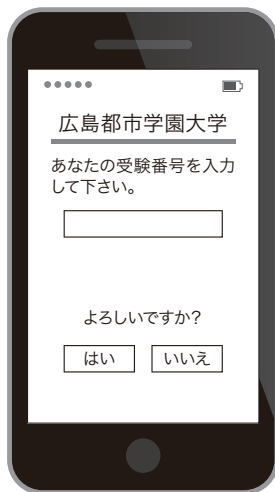 広島都市学園大学
あなたの受験番号を入力
して下さい。
よろしいですか？
はい
いいえ